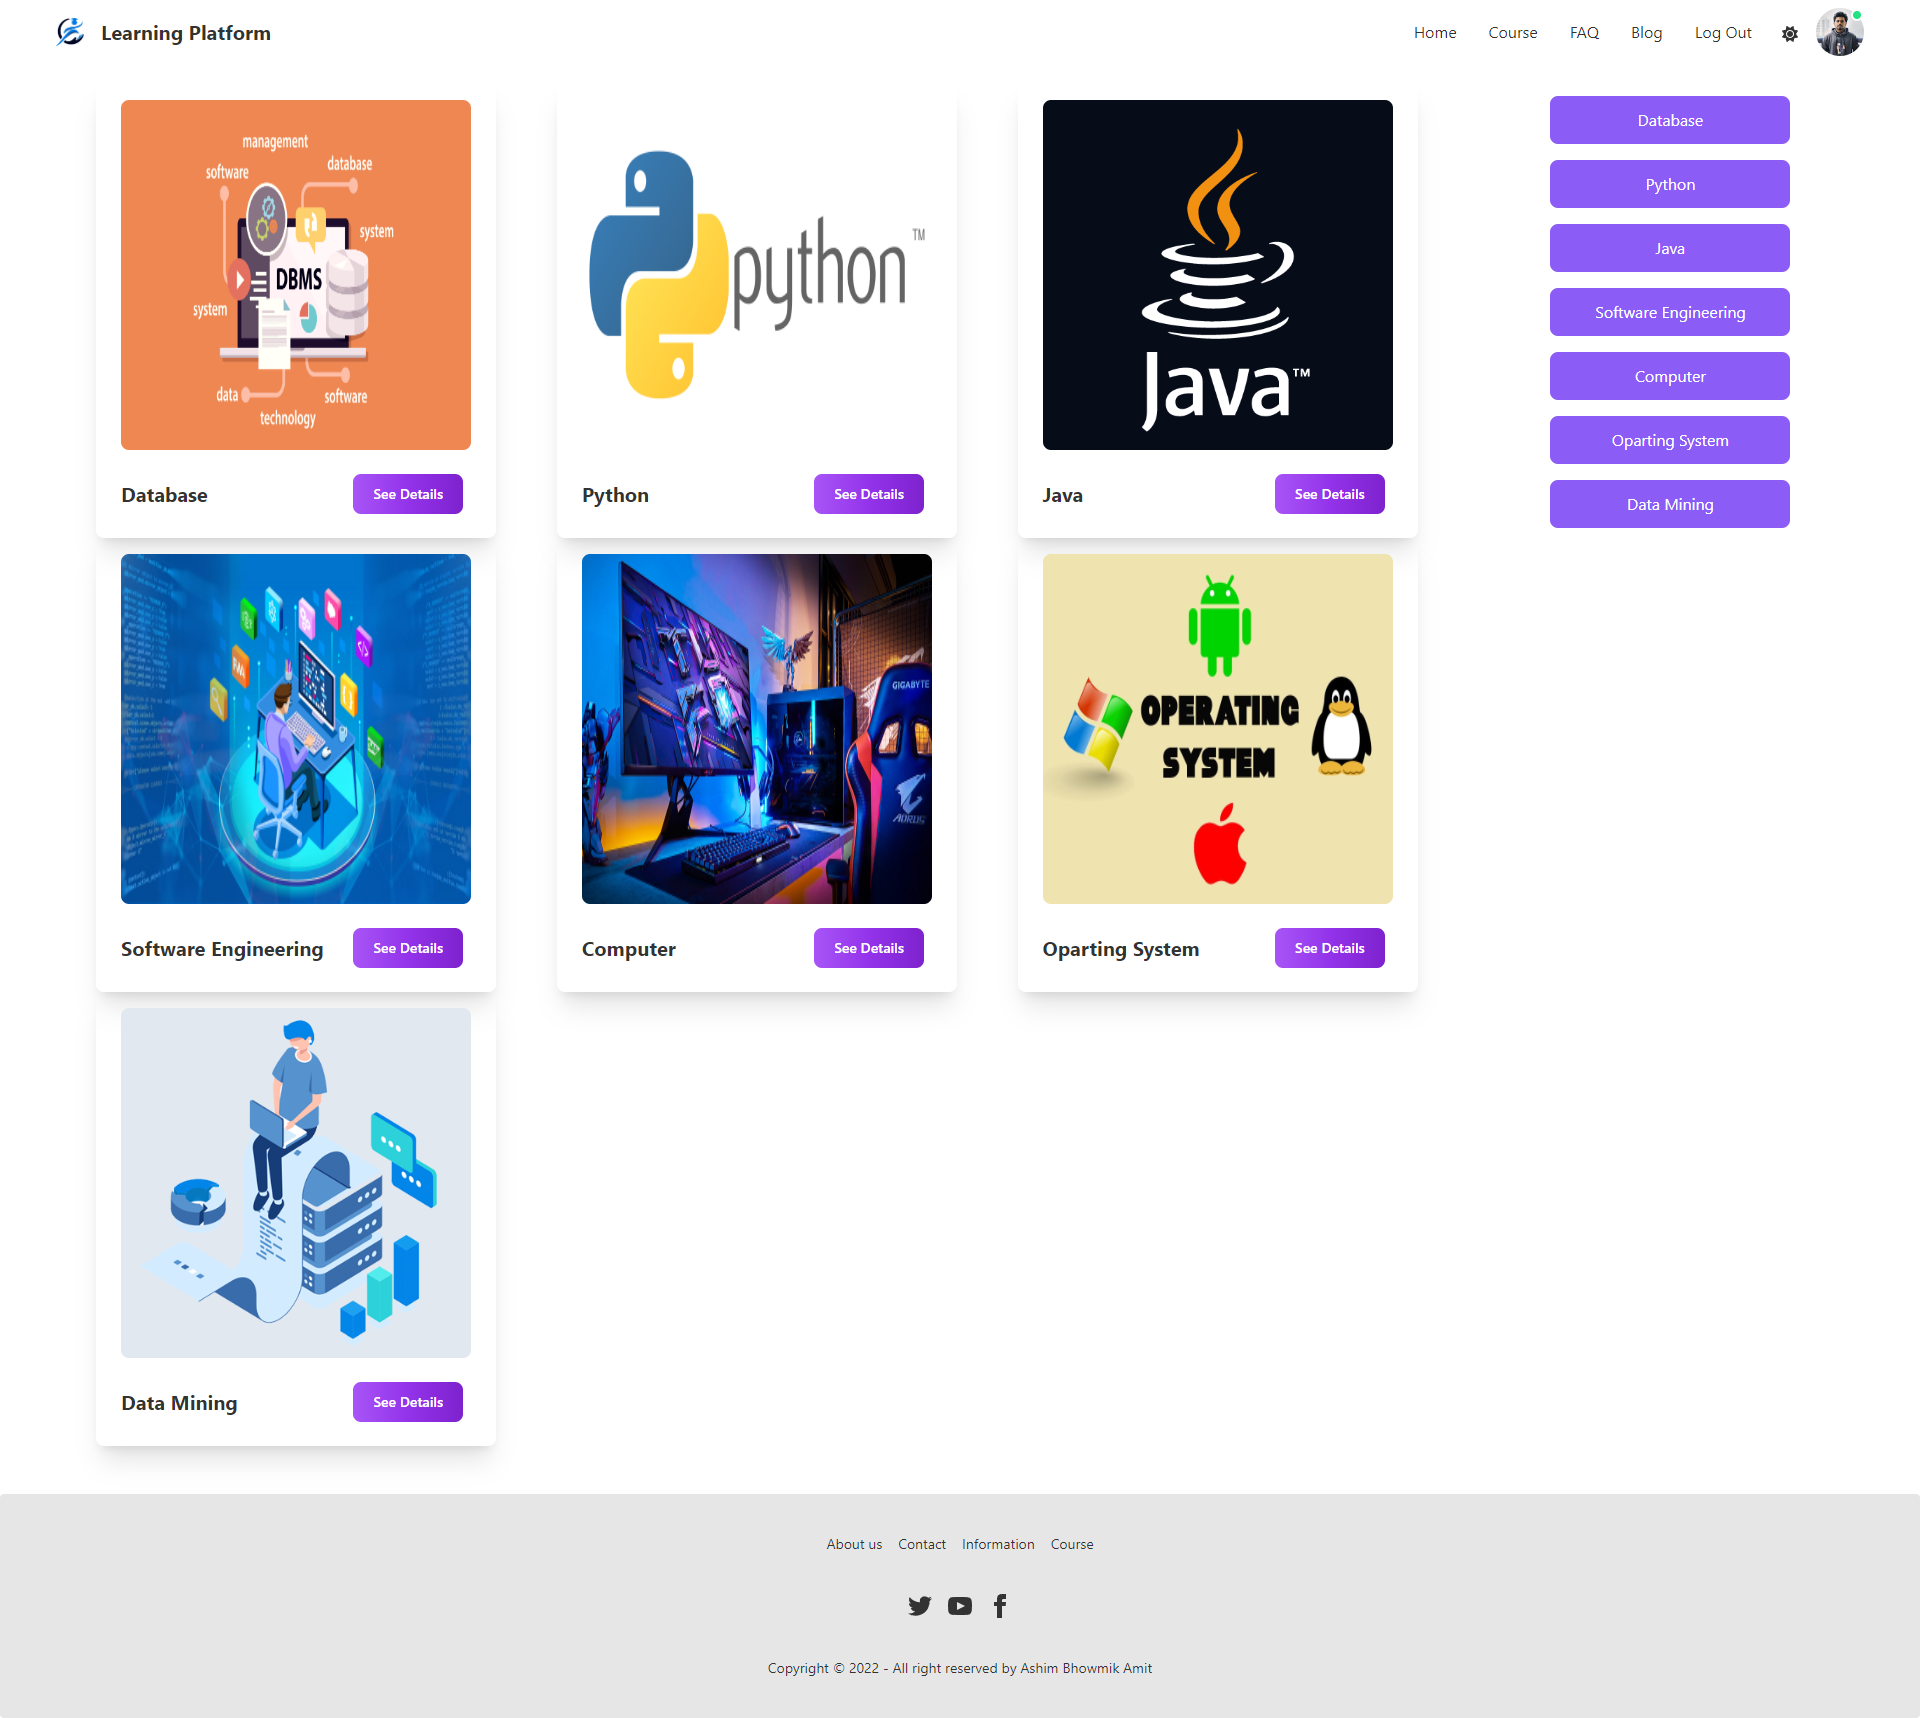 Learning Platform
Home Course FAQ Blog Log Out
management
software database
system
DBMS
system
data software
technology
python™
Java™
Database See Details
Python See Details
Java See Details
Database
Python
Java
Software Engineering
Computer
Oparting System
Data Mining
GIGABYTE
AORUS
OPERATING
SYSTEM
Software Engineering See Details
Computer See Details
Oparting System See Details
Data Mining See Details
About us Contact Information Course
Copyright © 2022 - All right reserved by Ashim Bhowmik Amit